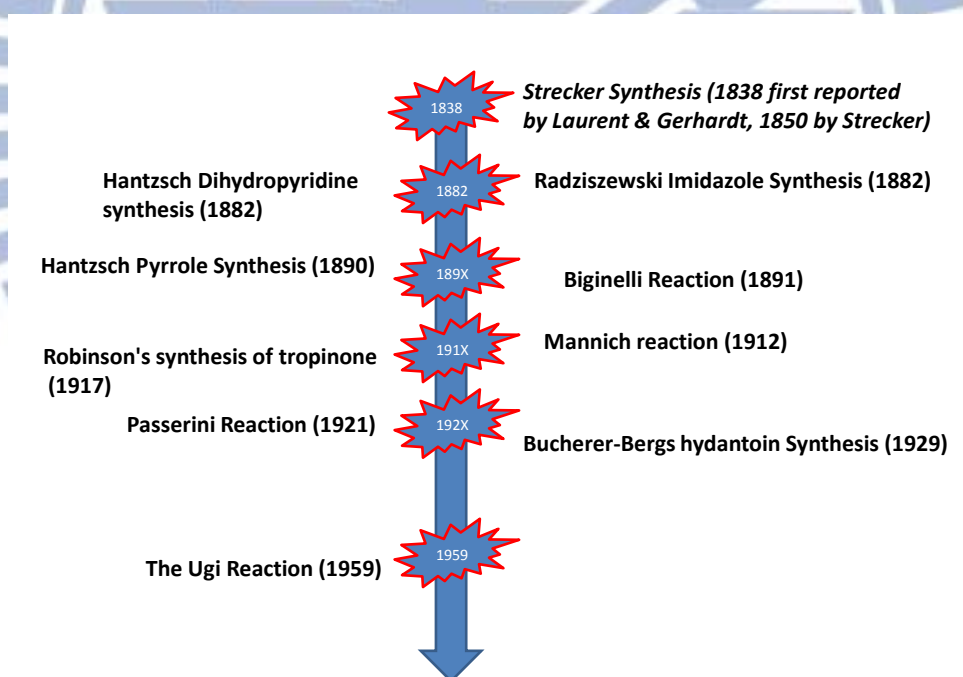 1838
Strecker Synthesis (1838 first reported
by Laurent & Gerhardt, 1850 by Strecker)
Hantzsch Dihydropyridine
synthesis (1882)
1882
Radziszewski Imidazole Synthesis (1882)
Hantzsch Pyrrole Synthesis (1890)
189X
Biginelli Reaction (1891)
Robinson's synthesis of tropinone
(1917)
191X
Mannich reaction (1912)
Passerini Reaction (1921)
192X
Bucherer-Bergs hydantoin Synthesis (1929)
The Ugi Reaction (1959)
1959